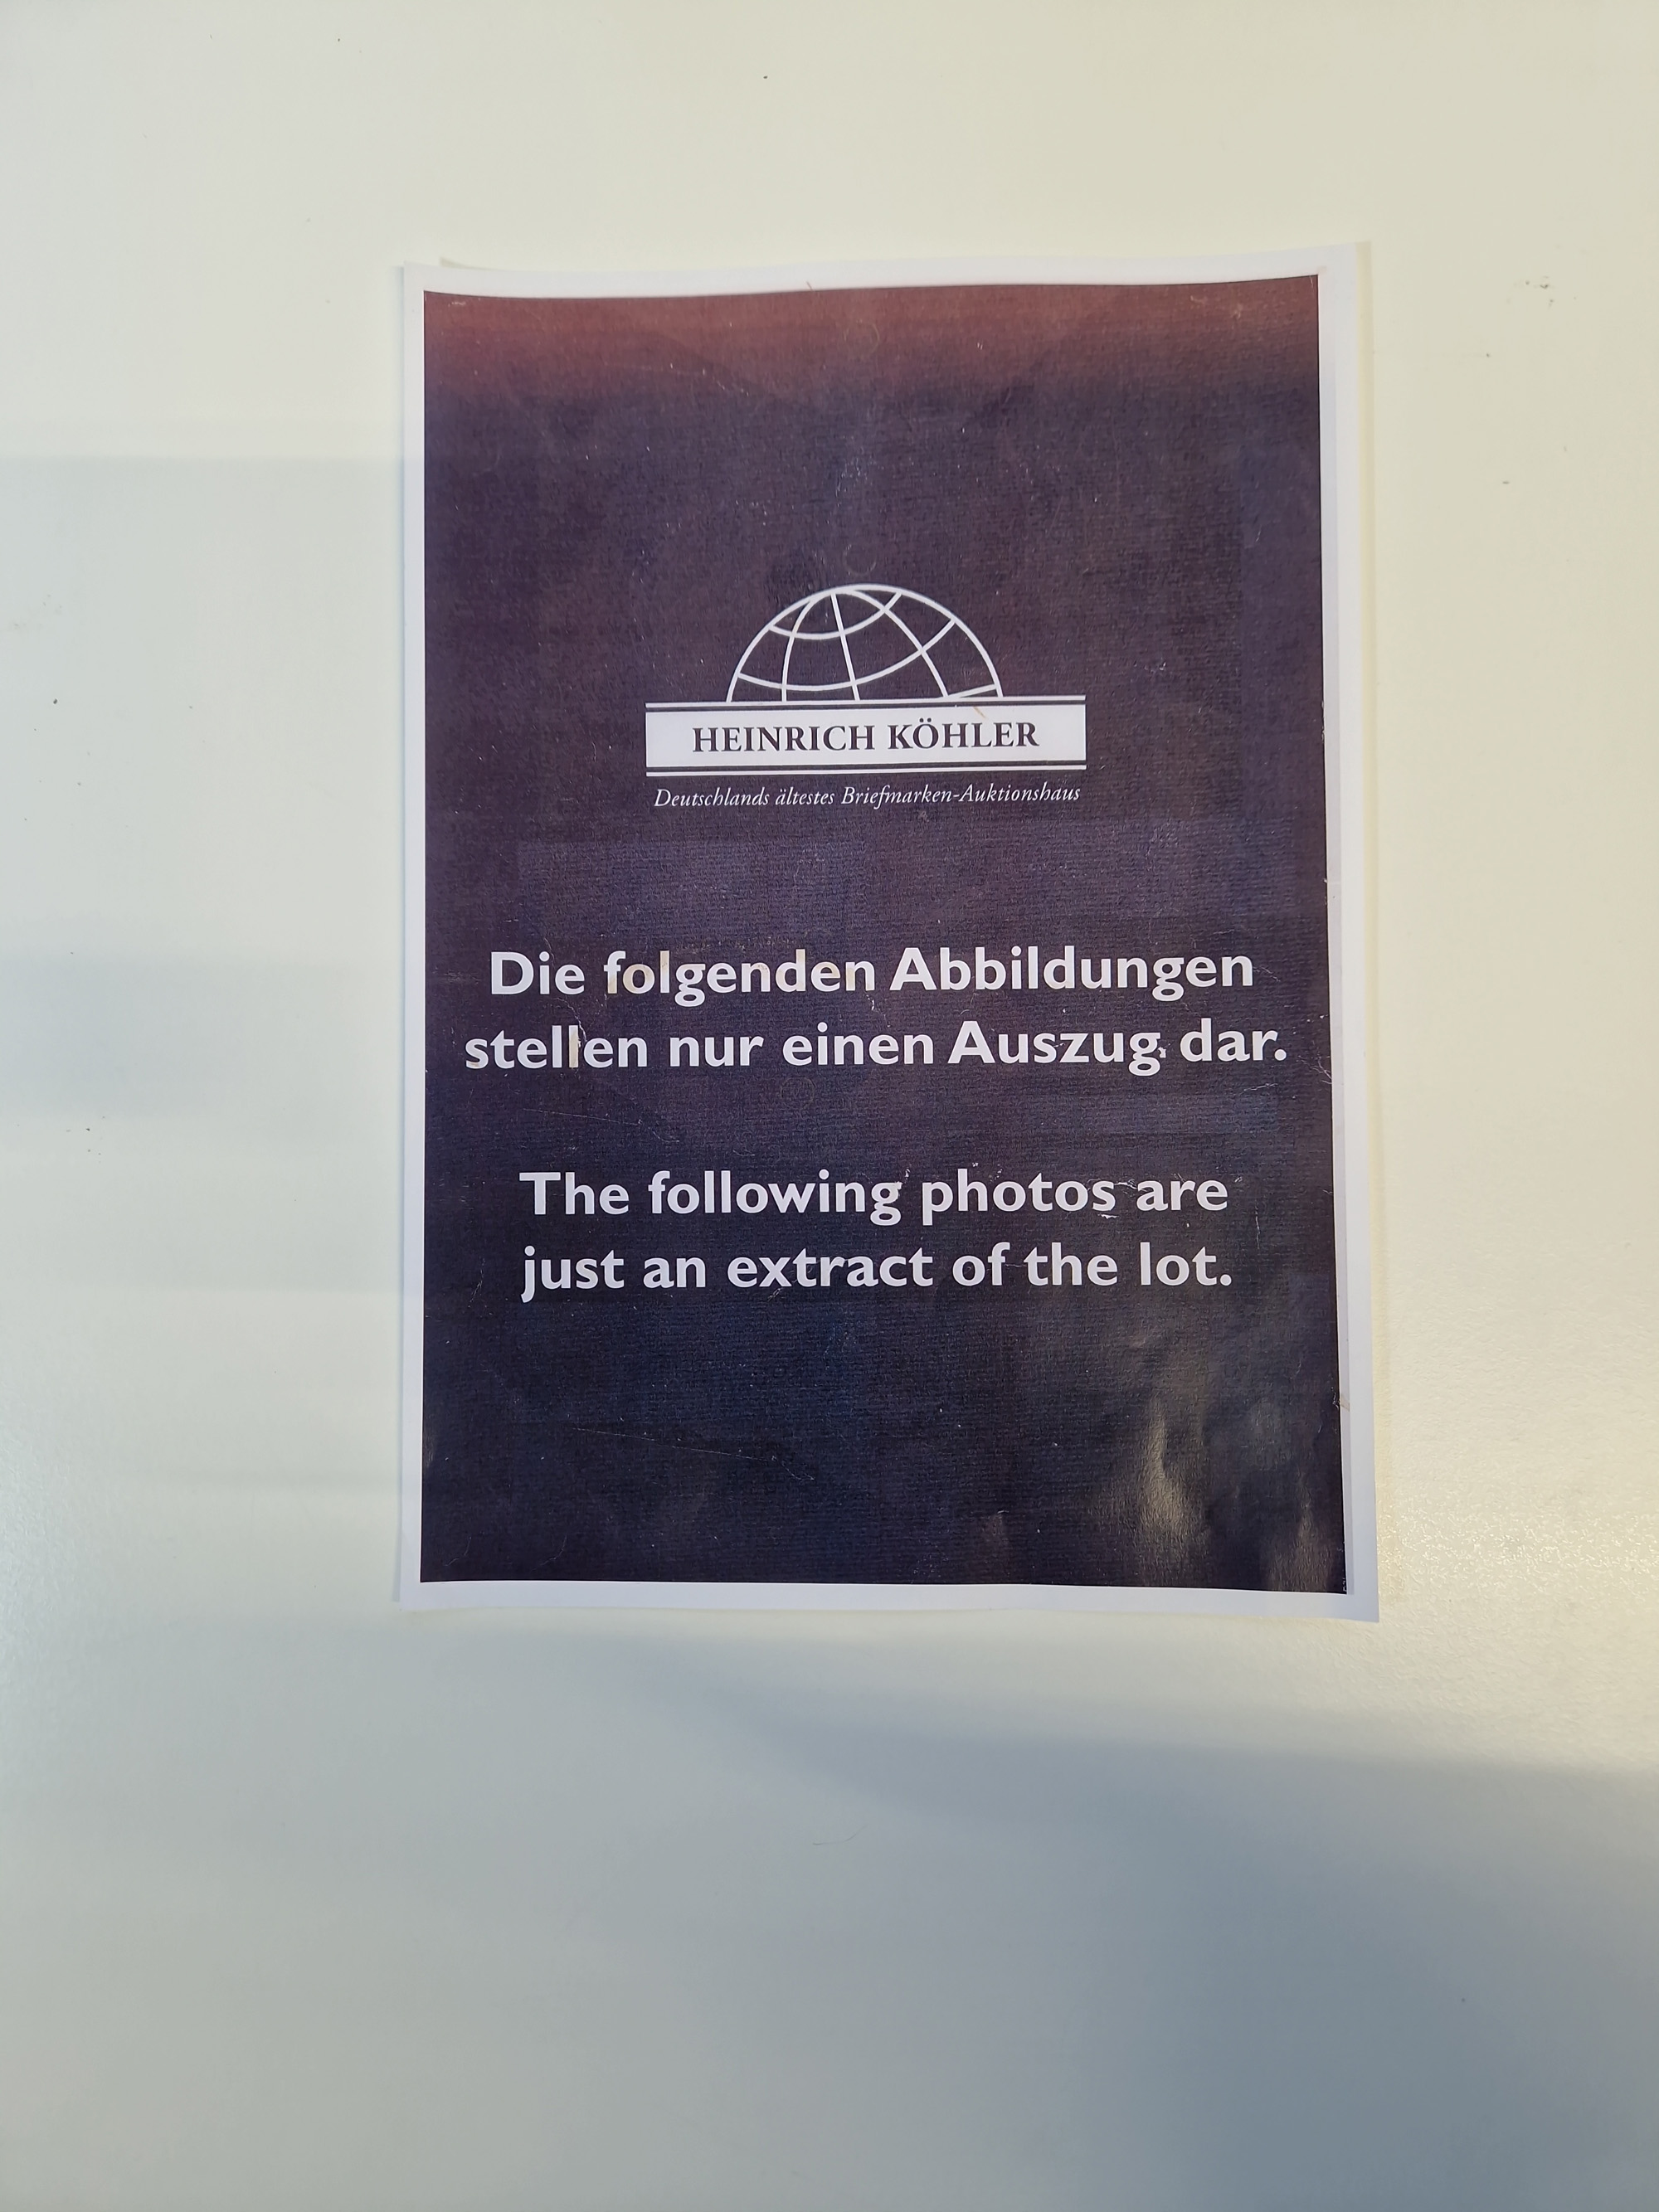 HEINRICH KÖHLER
Deutschlands ältestes Briefmarken-Auktionshaus
Die folgenden Abbildungen
stellen nur einen Auszug dar.
The following photos are
just an extract of the lot.